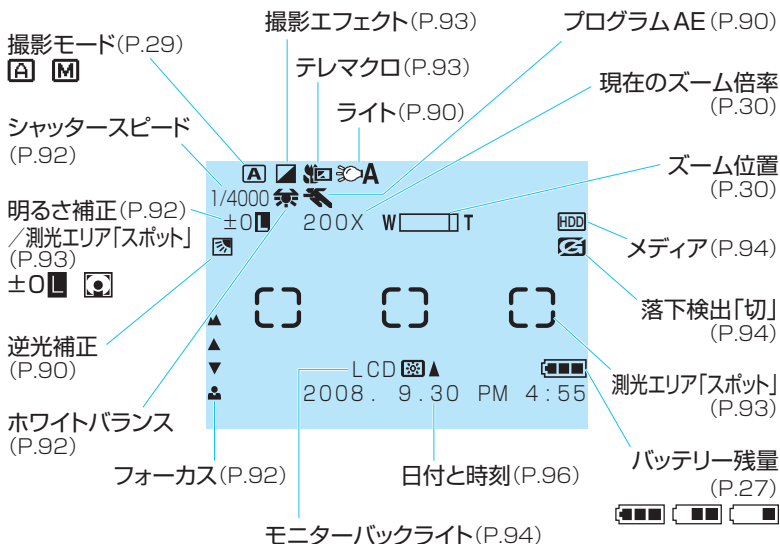 撮影エフェクト(P.93)
プログラムAE(P.90)
撮影モード(P.29)
A M
テレマクロ(P.93)
現在のズーム倍率
(P.30)
ライト(P.90)
シャッタースピード
(P.92)
ズーム位置
(P.30)
A A
1/4000
明るさ補正(P.92)
/測光エリア「スポット」
(P.93)
±0L
±0L 200X W T HDD
メディア(P.94)
落下検出「切」
(P.94)
逆光補正
(P.90)
測光エリア「スポット」
(P.93)
LCD
2008. 9.30 PM 4:55
ホワイトバランス
(P.92)
フォーカス(P.92)
日付と時刻(P.96)
バッテリー残量
(P.27)
モニターバックライト(P.94)